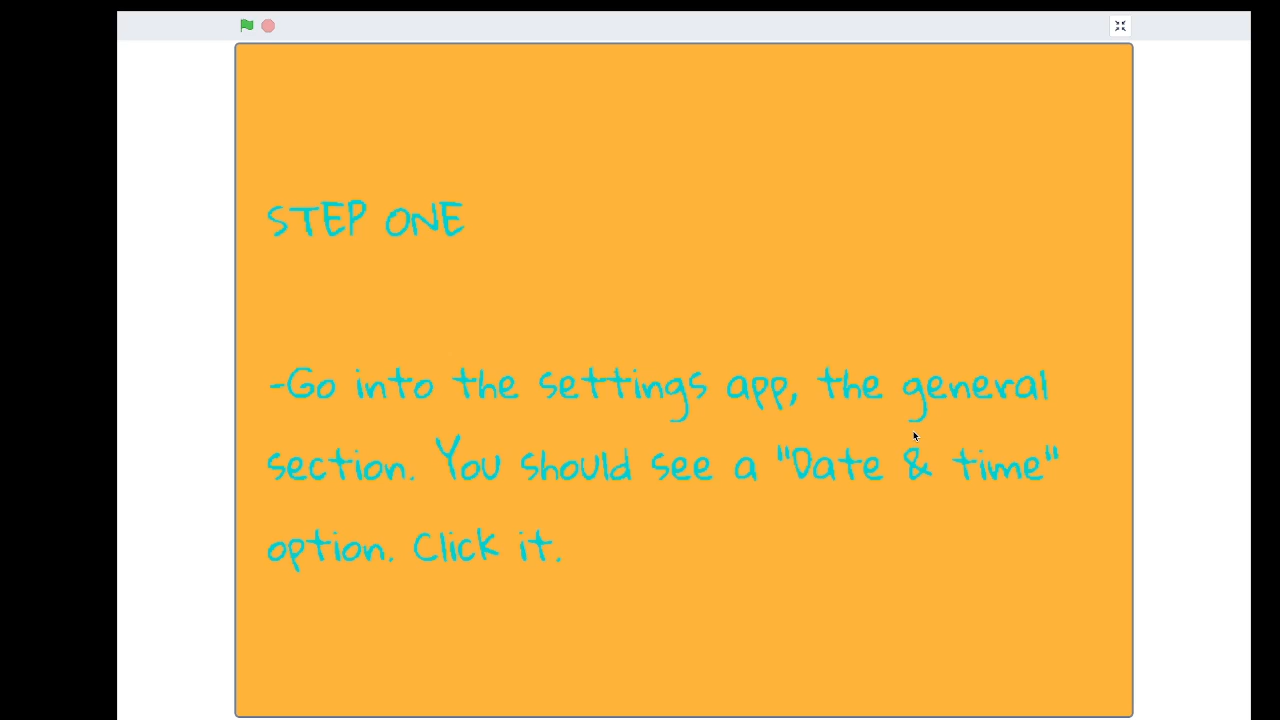 STEP ONE
-Go into the settings app, the general
section. You should see a "Date & time"
option. Click it.